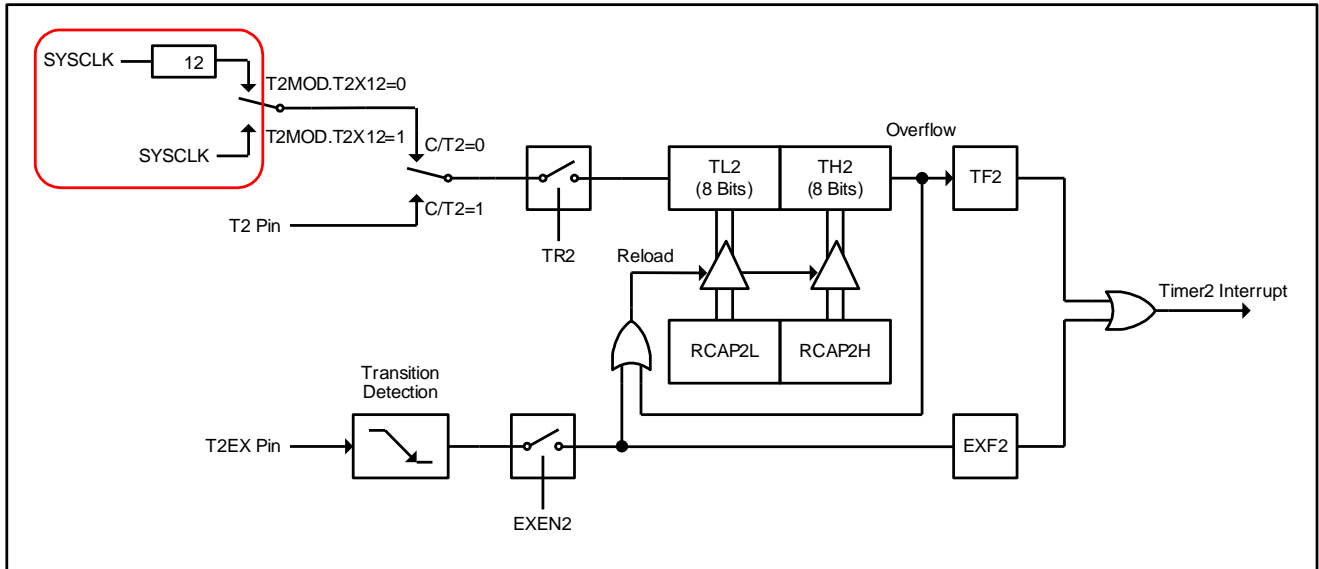 SYSCLK
12
T2MOD.T2X12=0
T2MOD.T2X12=1
SYSCLK
C/T2=0
C/T2=1
T2 Pin
TR2
TL2
(8 Bits)
TH2
(8 Bits)
Overflow
TF2
Reload
RCAP2L
RCAP2H
Timer2 Interrupt
Transition
Detection
T2EX Pin
EXEN2
EXF2